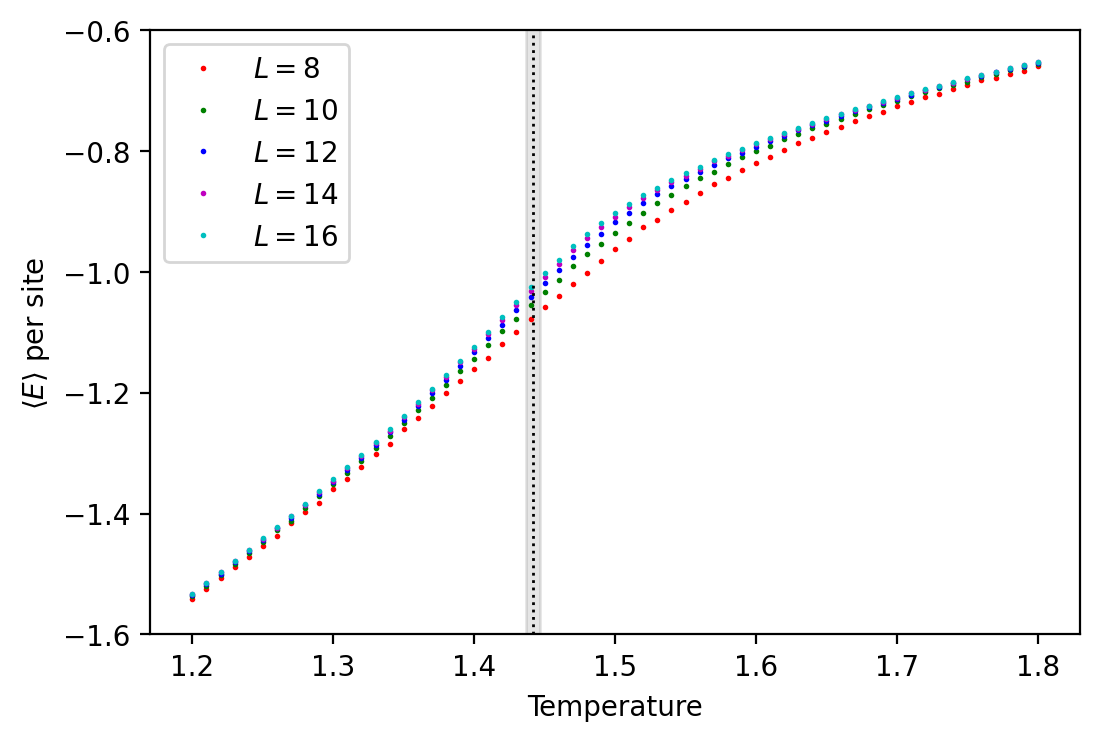 −0.6
−0.8
−1.0
−1.2
−1.4
−1.6
⟨E⟩ per site
L = 8
L = 10
L = 12
L = 14
L = 16
1.2 1.3 1.4 1.5 1.6 1.7 1.8
Temperature